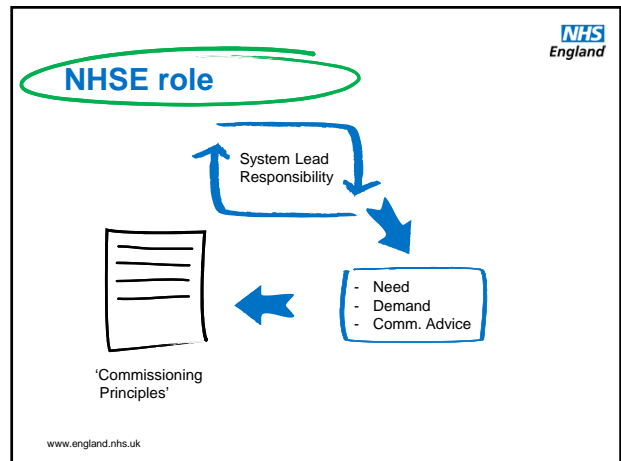 NHS
England
NHSE role
System Lead
Responsibility
- Need
- Demand
- Comm. Advice
‘Commissioning
Principles’
www.england.nhs.uk